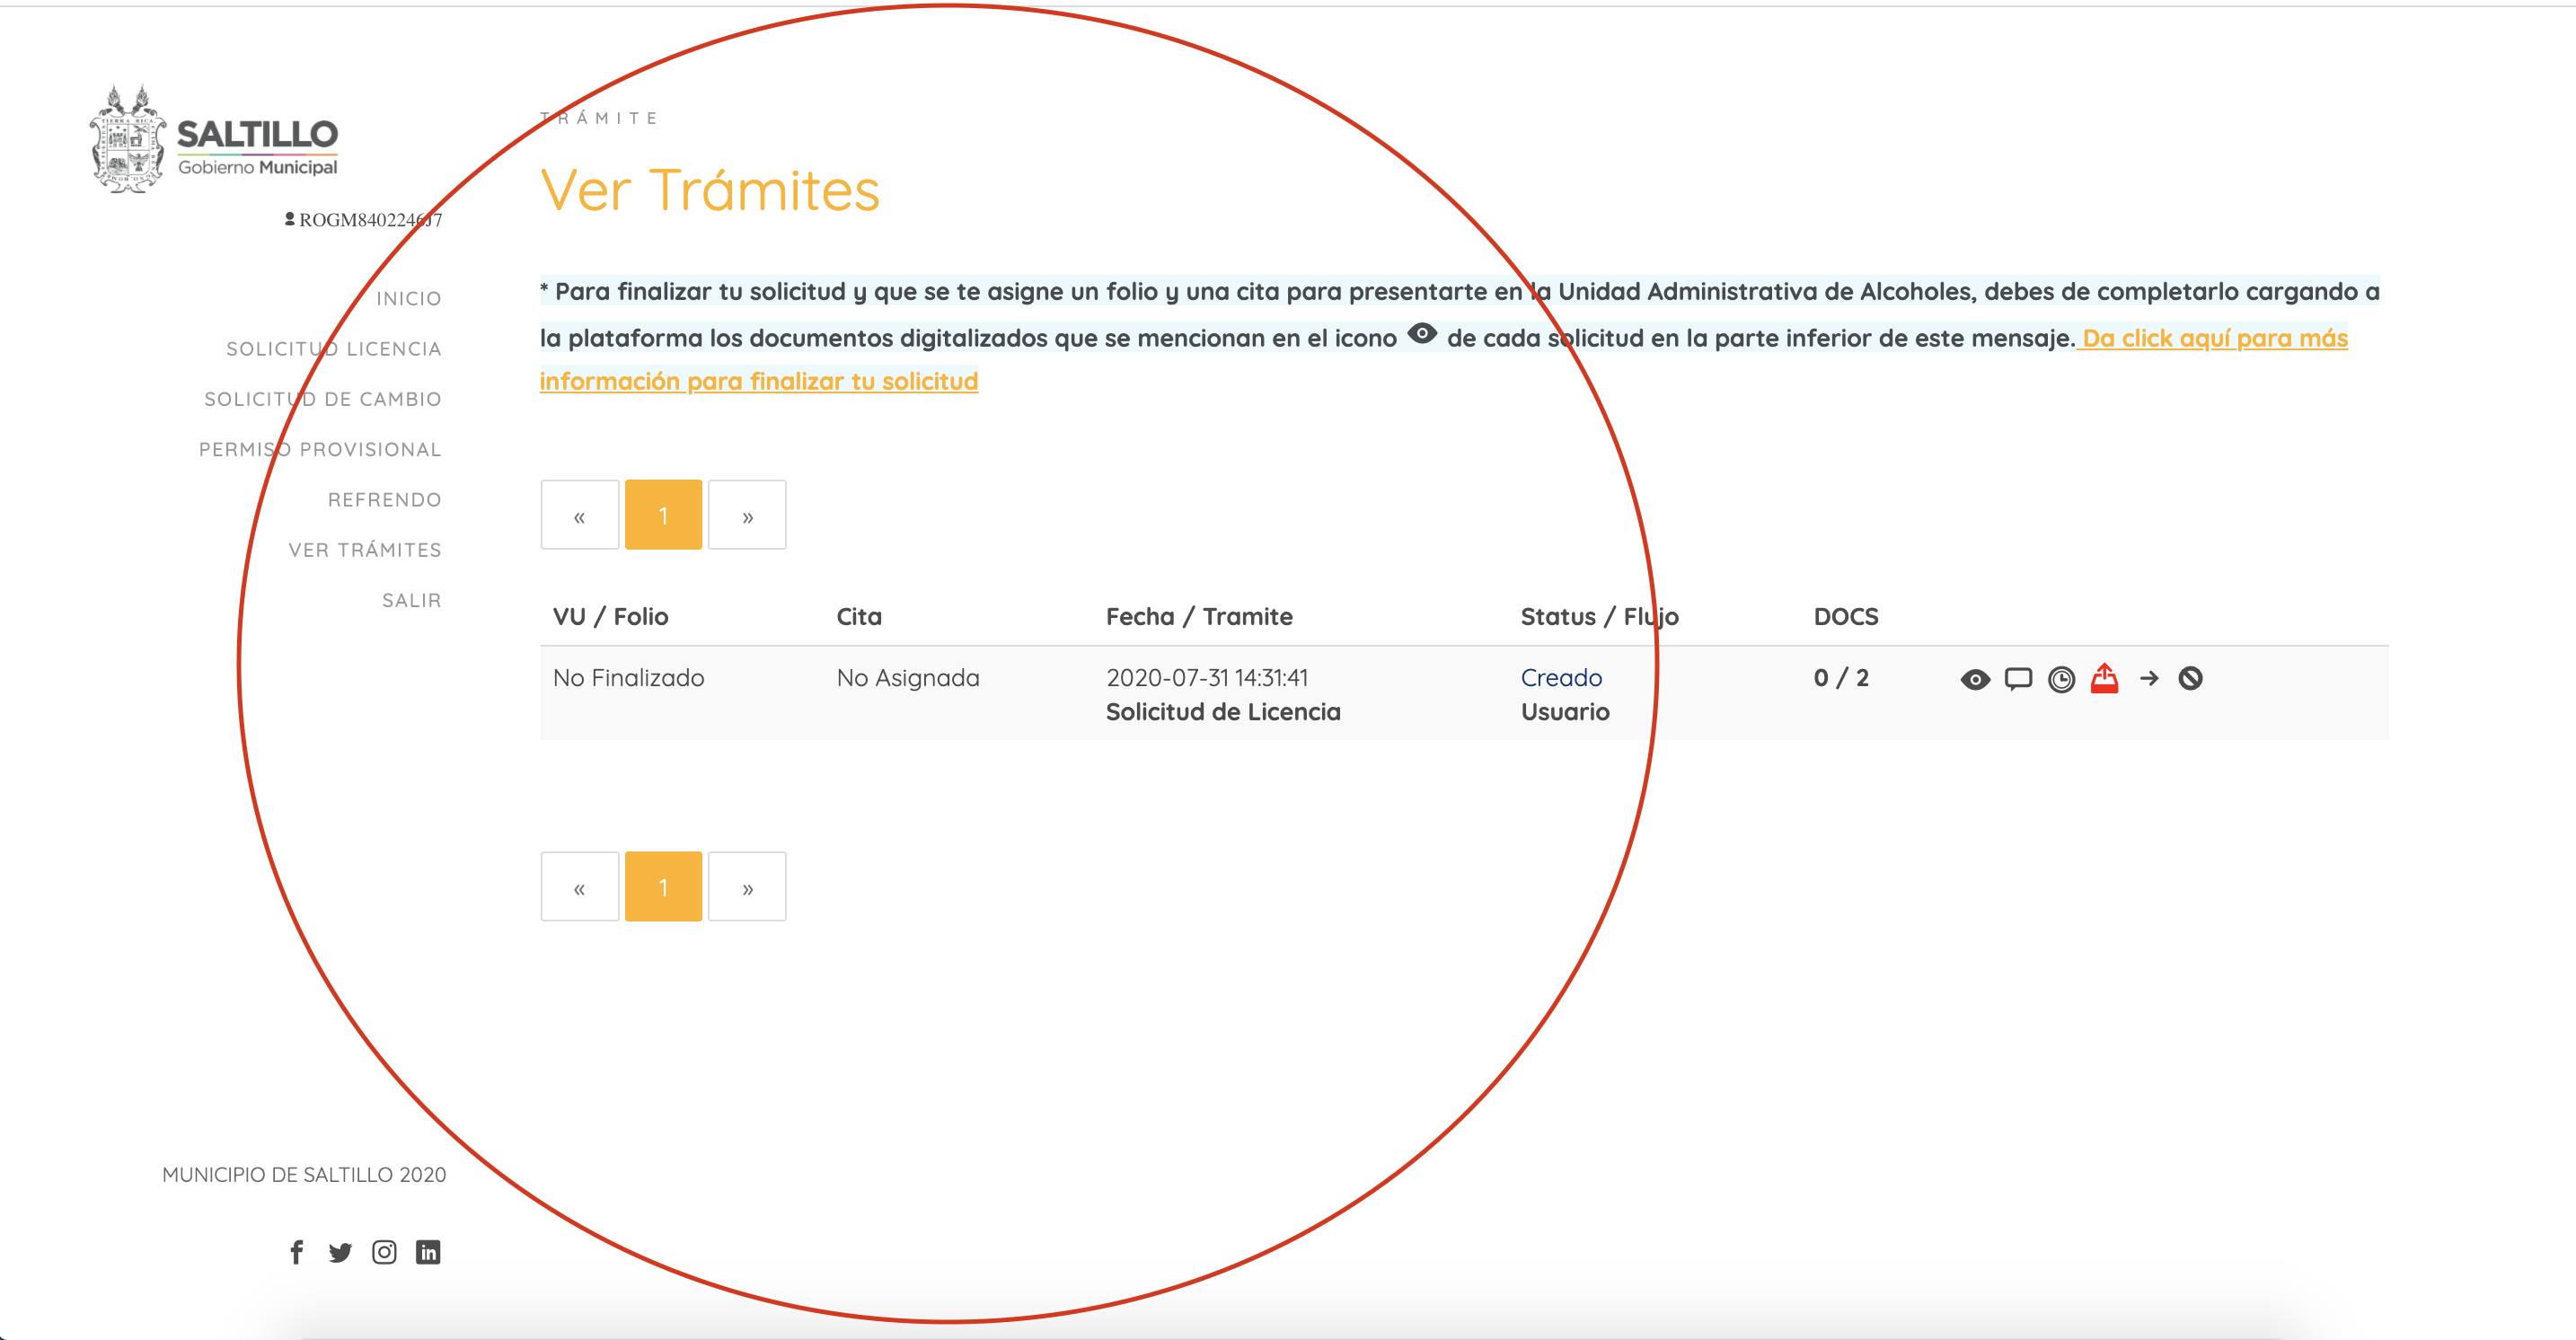 SALTILLO
Gobierno Municipal
ROGM8402246J7
INICIO
SOLICITUD LICENCIA
SOLICITUD DE CAMBIO
PERMISO PROVISIONAL
REFRENDO
VER TRÁMITES
SALIR
TRÁMITE
Ver Trámites
* Para finalizar tu solicitud y que se te asigne un folio y una cita para presentarte en la Unidad Administrativa de Alcoholes, debes de completarlo cargando a
la plataforma los documentos digitalizados que se mencionan en el icono de cada solicitud en la parte inferior de este mensaje. Da click aquí para más
información para finalizar tu solicitud
« 1 »
VU / Folio Cita Fecha / Tramite Status / Flujo DOCS
No Finalizado No Asignada 2020-07-31 14:31:41 Creado 0 / 2
Solicitud de Licencia Usuario
« 1 »
MUNICIPIO DE SALTILLO 2020